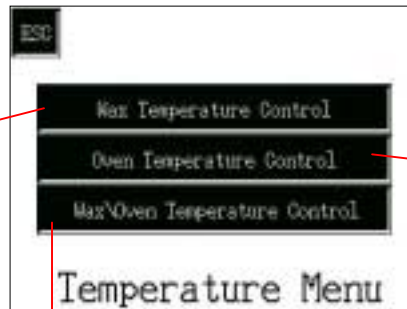 ESC
Wax Temperature Control
Oven Temperature Control
Wax\Oven Temperature Control
Temperature Menu